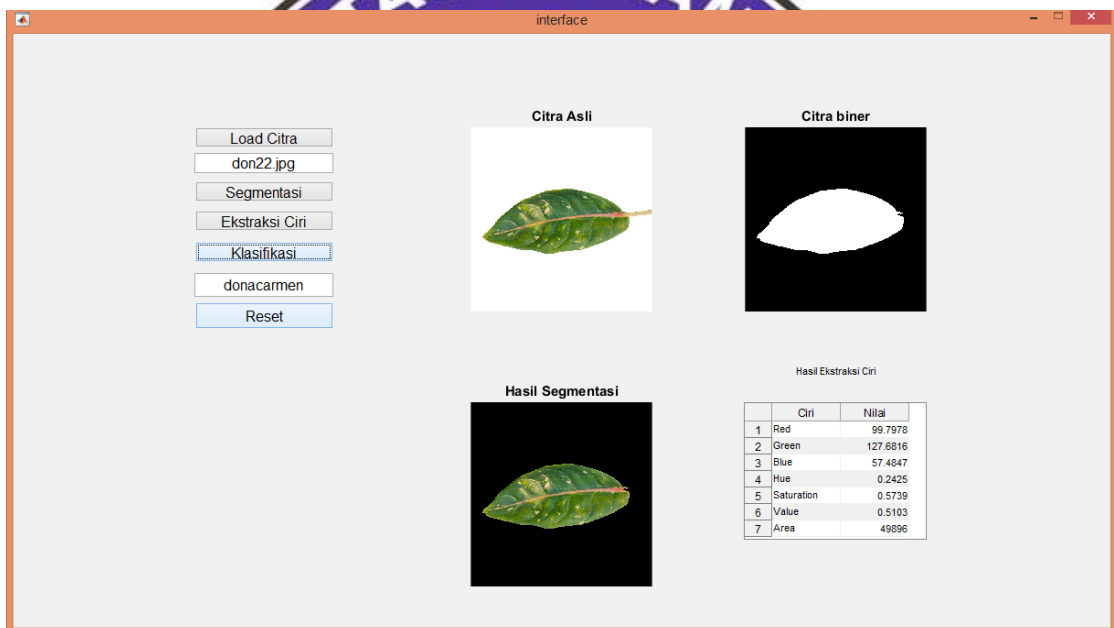 interface
Load Citra
don22.jpg
Segmentasi
Ekstraksi Ciri
Klasifikasi
donacarmen
Reset
Citra Asli
Citra biner
Hasil Segmentasi
Hasil Ekstraksi Ciri
Ciri Nilai
1 Red 99.7978
2 Green 127.6816
3 Blue 57.4847
4 Hue 0.2425
5 Saturation 0.5739
6 Value 0.5103
7 Area 49896